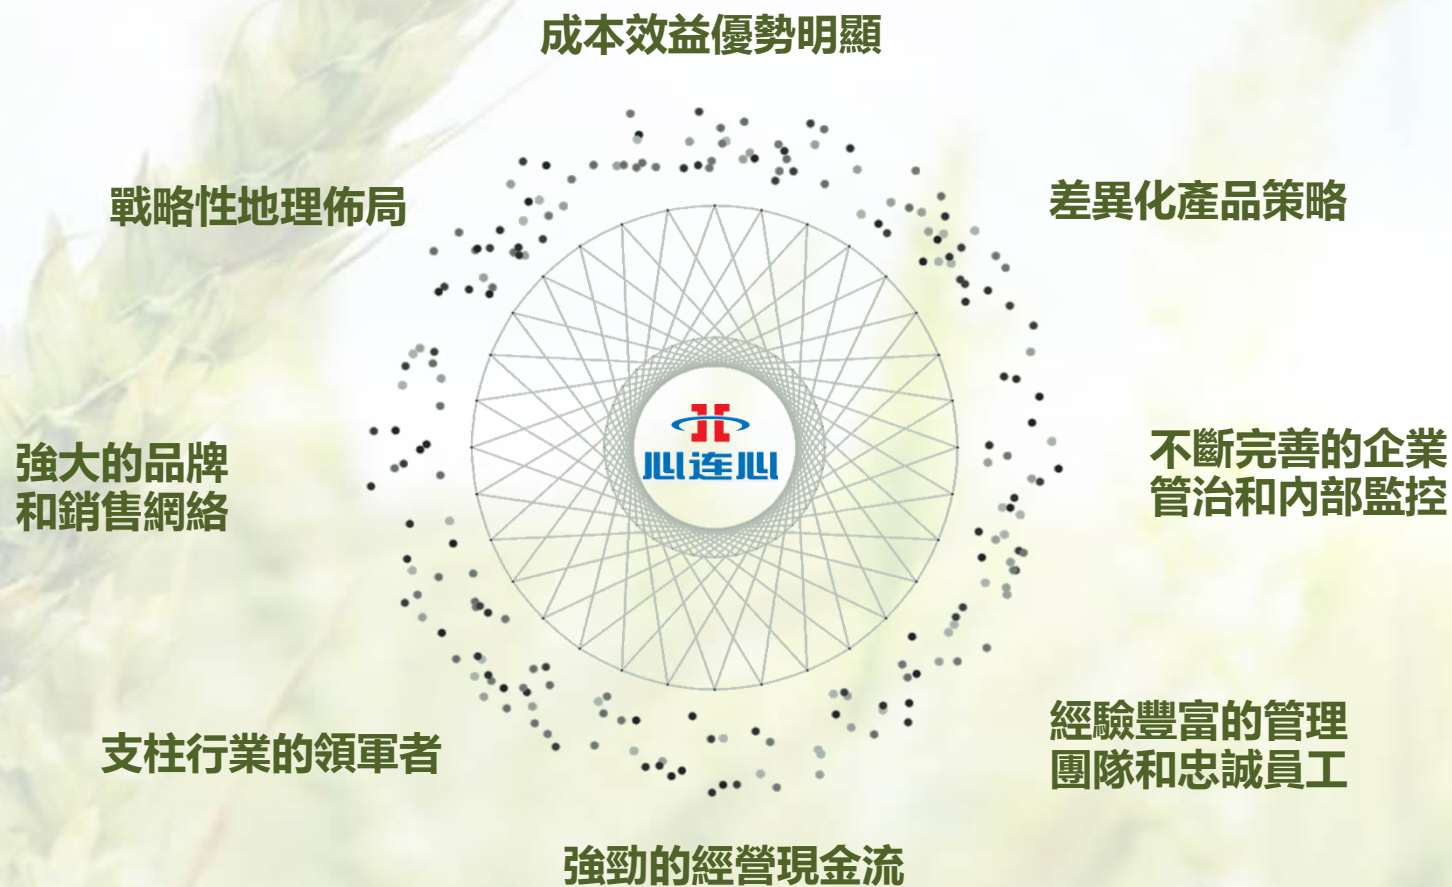 成本效益優勢明顯
戰略性地理佈局
差異化產品策略
心连心
強大的品牌
和銷售網絡
不斷完善的企業
管治和內部監控
支柱行業的領軍者
經驗豐富的管理
團隊和忠誠員工
強勁的經營現金流